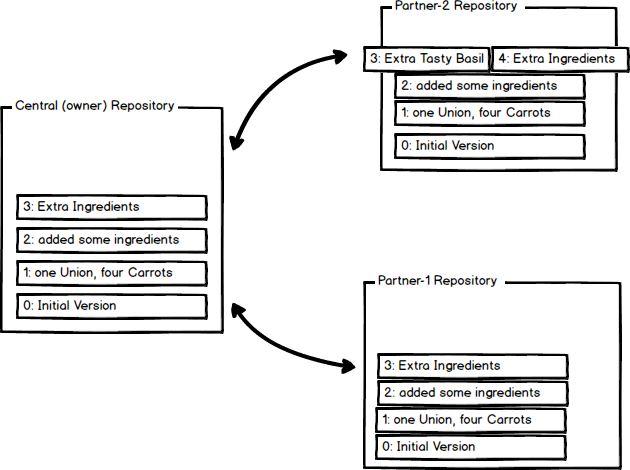 Partner-2 Repository
3: Extra Tasty Basil
4: Extra Ingredients
2: added some ingredients
1: one Union, four Carrots
0: Initial Version
Central (owner) Repository
3: Extra Ingredients
2: added some ingredients
1: one Union, four Carrots
0: Initial Version
Partner-1 Repository
3: Extra Ingredients
2: added some ingredients
1: one Union, four Carrots
0: Initial Version